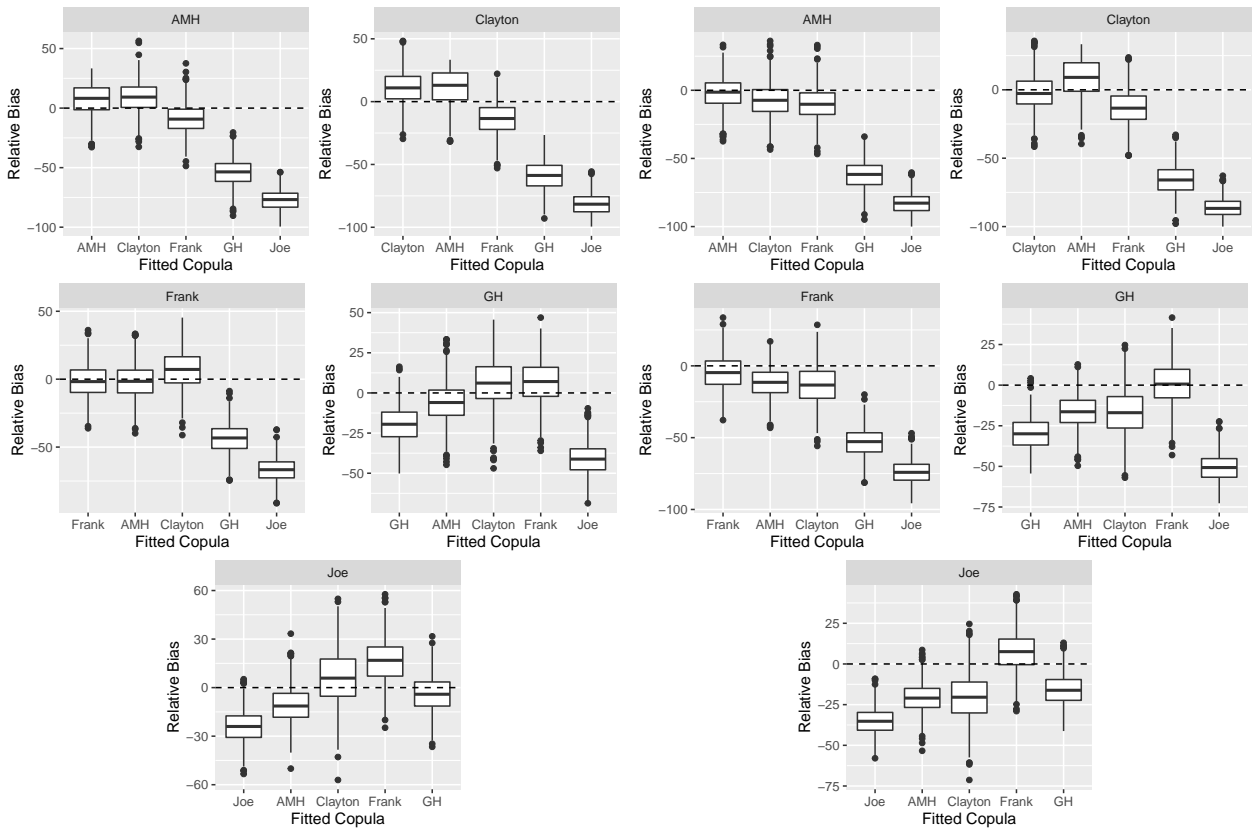 AMH
Relative Bias
50
0
−50
−100
AMH Clayton Frank GH Joe
Fitted Copula
Clayton
Relative Bias
50
0
−50
−100
Clayton AMH Frank GH Joe
Fitted Copula
AMH
Relative Bias
0
−50
−100
AMH Clayton Frank GH Joe
Fitted Copula
Clayton
Relative Bias
0
−50
−100
Clayton AMH Frank GH Joe
Fitted Copula
Frank
Relative Bias
50
0
−50
Frank AMH Clayton GH Joe
Fitted Copula
GH
Relative Bias
50
25
0
−25
−50
GH AMH Clayton Frank Joe
Fitted Copula
Frank
Relative Bias
0
−50
−100
Frank AMH Clayton GH Joe
Fitted Copula
GH
Relative Bias
25
0
−25
−50
−75
GH AMH Clayton Frank Joe
Fitted Copula
Joe
Relative Bias
60
30
0
−30
−60
Joe AMH Clayton Frank GH
Fitted Copula
Joe
Relative Bias
25
0
−25
−50
−75
Joe AMH Clayton Frank GH
Fitted Copula